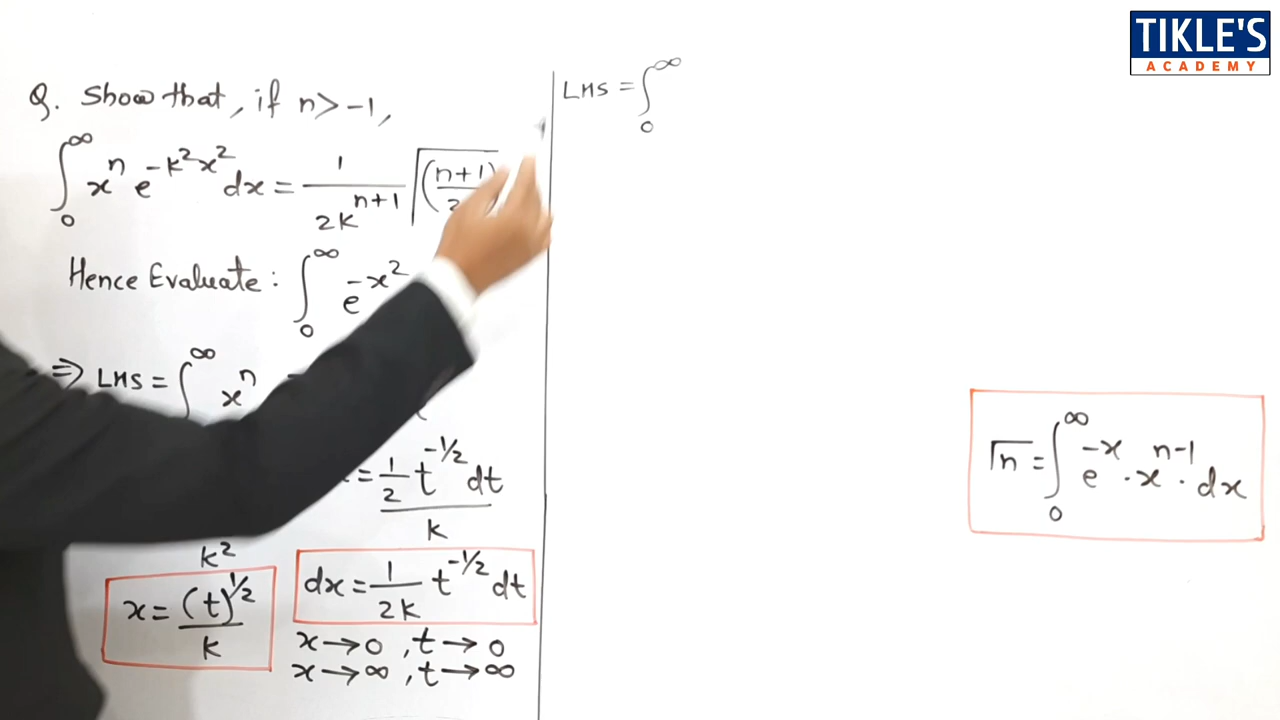 TIKLE'S
ACADEMY
Q. Show that, if n > -1,
∫₀^∞ xⁿ e^(-k²x²) dx = 1/(2k^(n+1)) Γ((n+1)/2)
Hence Evaluate : ∫₀^∞ e^(-x²)
⇒ LHS = ∫ ^∞ xⁿ
= 1/2 t^(-1/2) dt / k
k²
x = (t)^(1/2) / k
dx = 1/(2k) t^(-1/2) dt
x → 0 , t → 0
x → ∞ , t → ∞
LHS = ∫₀^∞
Γn = ∫₀^∞ e^(-x) . x^(n-1) . dx